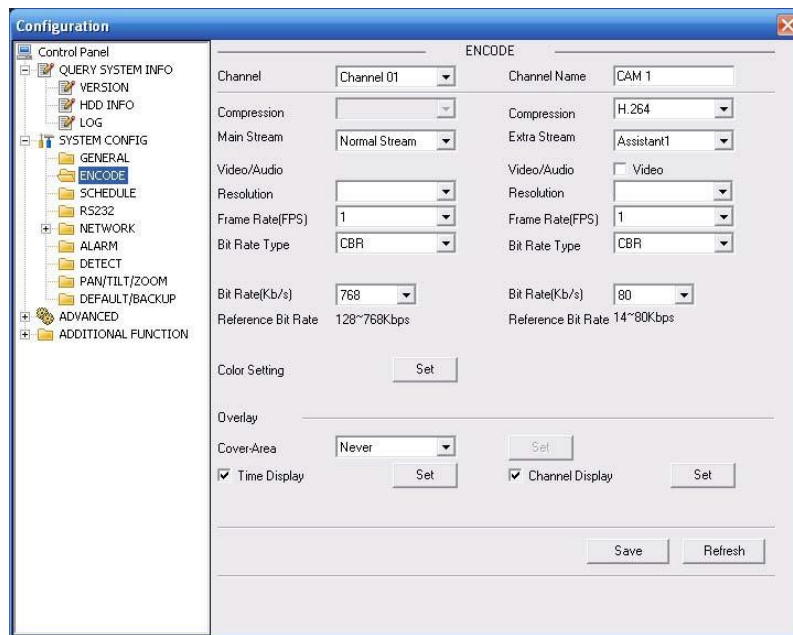 Configuration
Control Panel
QUERY SYSTEM INFO
VERSION
HDD INFO
LOG
SYSTEM CONFIG
GENERAL
ENCODE
SCHEDULE
RS232
NETWORK
ALARM
DETECT
PAN/TILT/ZOOM
DEFAULT/BACKUP
ADVANCED
ADDITIONAL FUNCTION
ENCODE
Channel Channel 01 Channel Name CAM 1
Compression Compression H.264
Main Stream Normal Stream Extra Stream Assistant1
Video/Audio Video/Audio Video
Resolution Resolution
Frame Rate(FPS) 1 Frame Rate(FPS) 1
Bit Rate Type CBR Bit Rate Type CBR
Bit Rate(Kb/s) 768 Bit Rate(Kb/s) 80
Reference Bit Rate 128~768Kbps Reference Bit Rate 14~80Kbps
Color Setting Set
Overlay
Cover-Area Never Set
Time Display Set Channel Display Set
Save Refresh